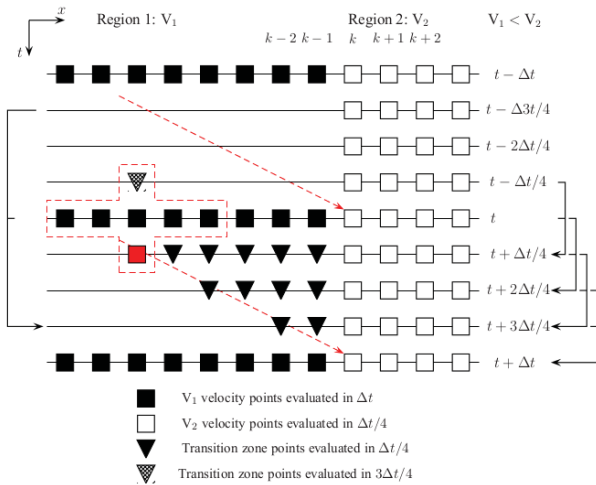 x
t
Region 1: V₁
Region 2: V₂
V₁ < V₂
k − 2 k − 1 k k + 1 k + 2
t − Δt
t − Δ3t/4
t − 2Δt/4
t − Δt/4
t
t + Δt/4
t + 2Δt/4
t + 3Δt/4
t + Δt
V₁ velocity points evaluated in Δt
V₂ velocity points evaluated in Δt/4
Transition zone points evaluated in Δt/4
Transition zone points evaluated in 3Δt/4